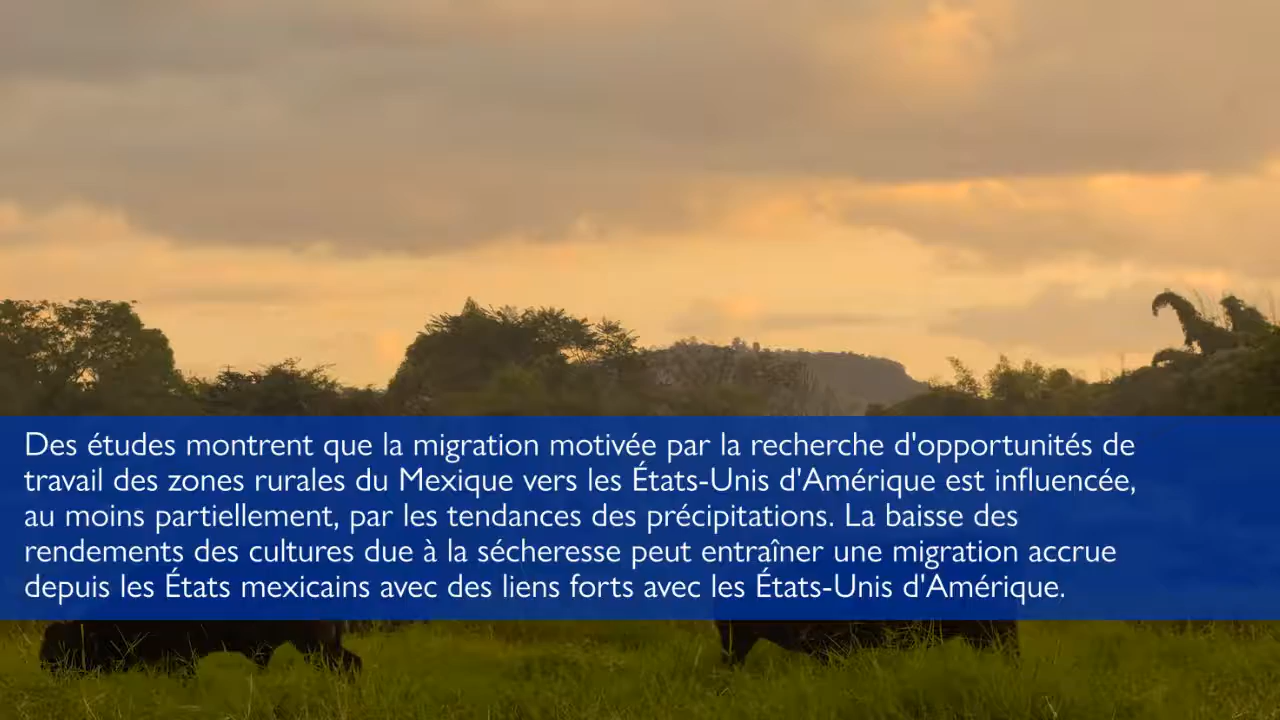 Des études montrent que la migration motivée par la recherche d'opportunités de
travail des zones rurales du Mexique vers les États-Unis d'Amérique est influencée,
au moins partiellement, par les tendances des précipitations. La baisse des
rendements des cultures due à la sécheresse peut entraîner une migration accrue
depuis les États mexicains avec des liens forts avec les États-Unis d'Amérique.